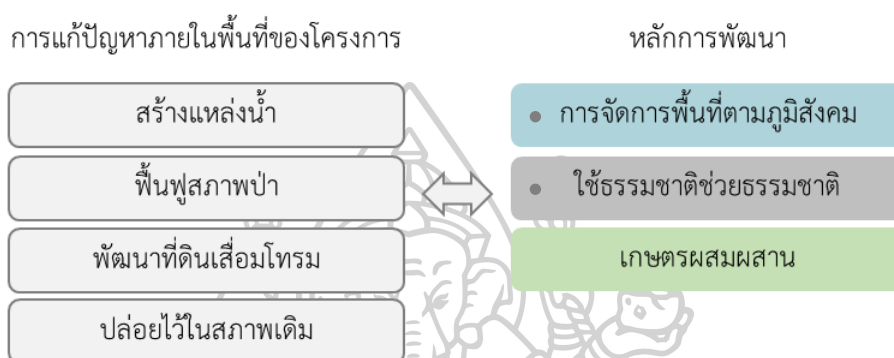 การแก้ปัญหาภายในพื้นที่ของโครงการ
สร้างแหล่งน้ำ
ฟื้นฟูสภาพป่า
พัฒนาที่ดินเสื่อมโทรม
ปล่อยไว้ในสภาพเดิม
หลักการพัฒนา
• การจัดการพื้นที่ตามภูมิสังคม
• ใช้ธรรมชาติช่วยธรรมชาติ
เกษตรผสมผสาน